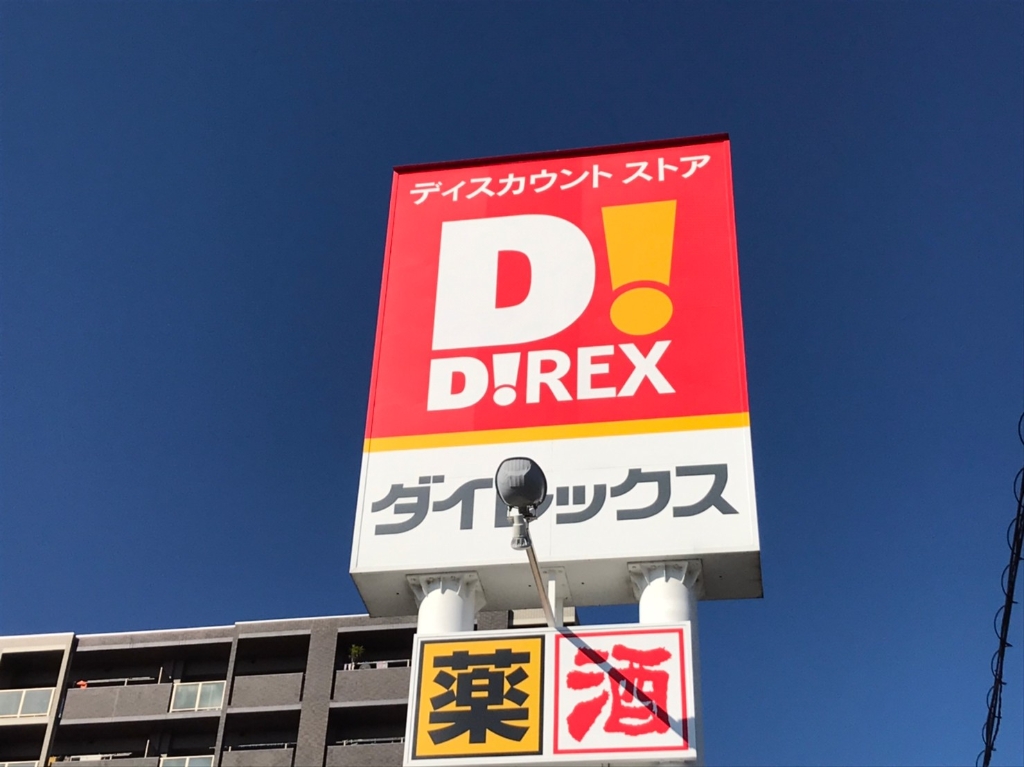 ディスカウント ストア
D!
D!REX
ダイレックス
薬 酒